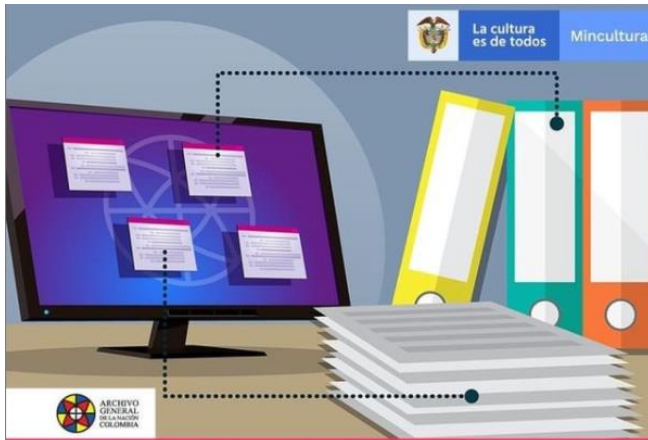 La cultura
es de todos
Mincultura
ARCHIVO
GENERAL
DE LA NACIÓN
COLOMBIA